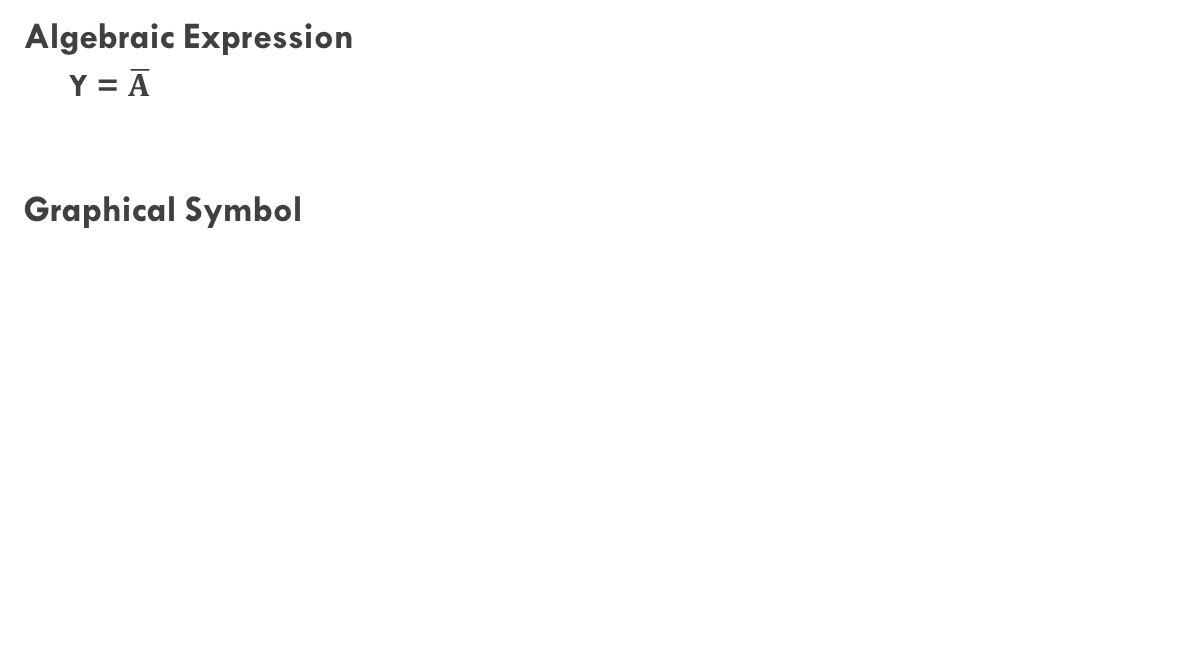 Algebraic Expression
Y = A̅
Graphical Symbol